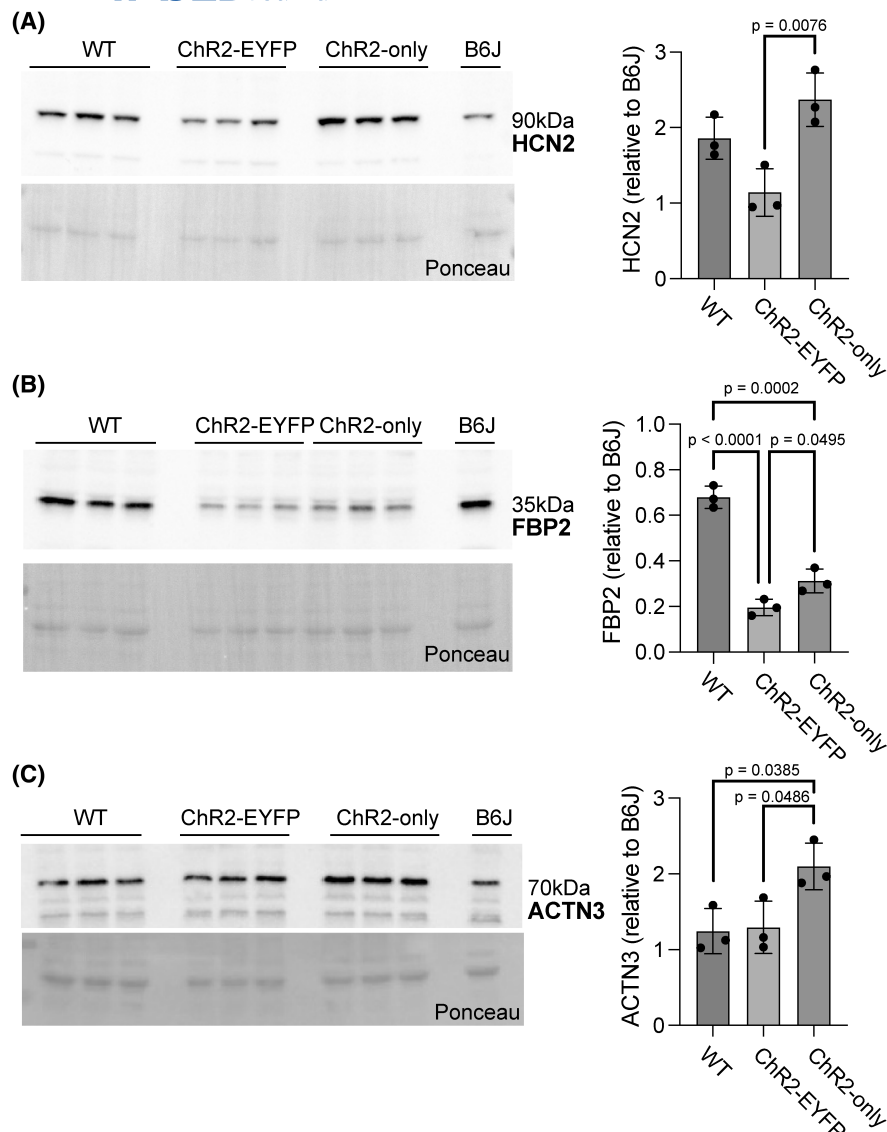 (A)
WT ChR2-EYFP ChR2-only B6J
90kDa
HCN2
Ponceau
p = 0.0076
HCN2 (relative to B6J)
3
2
1
0
WT
ChR2-EYFP
ChR2-only
(B)
WT ChR2-EYFP ChR2-only B6J
35kDa
FBP2
Ponceau
p = 0.0002
p < 0.0001 p = 0.0495
FBP2 (relative to B6J)
1.0
0.8
0.6
0.4
0.2
0.0
WT
ChR2-EYFP
ChR2-only
(C)
WT ChR2-EYFP ChR2-only B6J
70kDa
ACTN3
Ponceau
p = 0.0385
p = 0.0486
ACTN3 (relative to B6J)
3
2
1
0
WT
ChR2-EYFP
ChR2-only